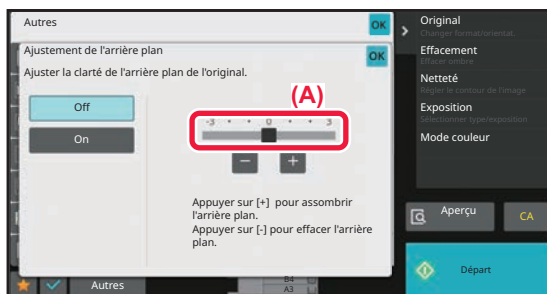 Autres
OK
Ajustement de l'arrière plan
OK
Ajuster la clarté de l'arrière plan de l'original.
Off
On
(A)
-3 • • 0 • • 3
− +
Appuyer sur [+] pour assombrir
l'arrière plan.
Appuyer sur [-] pour effacer l'arrière
plan.
Autres
B4
A3
Original
Changer format/orientat.
Effacement
Effacer ombre
Netteté
Régler le contour de l'image
Exposition
Sélectionner type/exposition
Mode couleur
Aperçu
CA
Départ